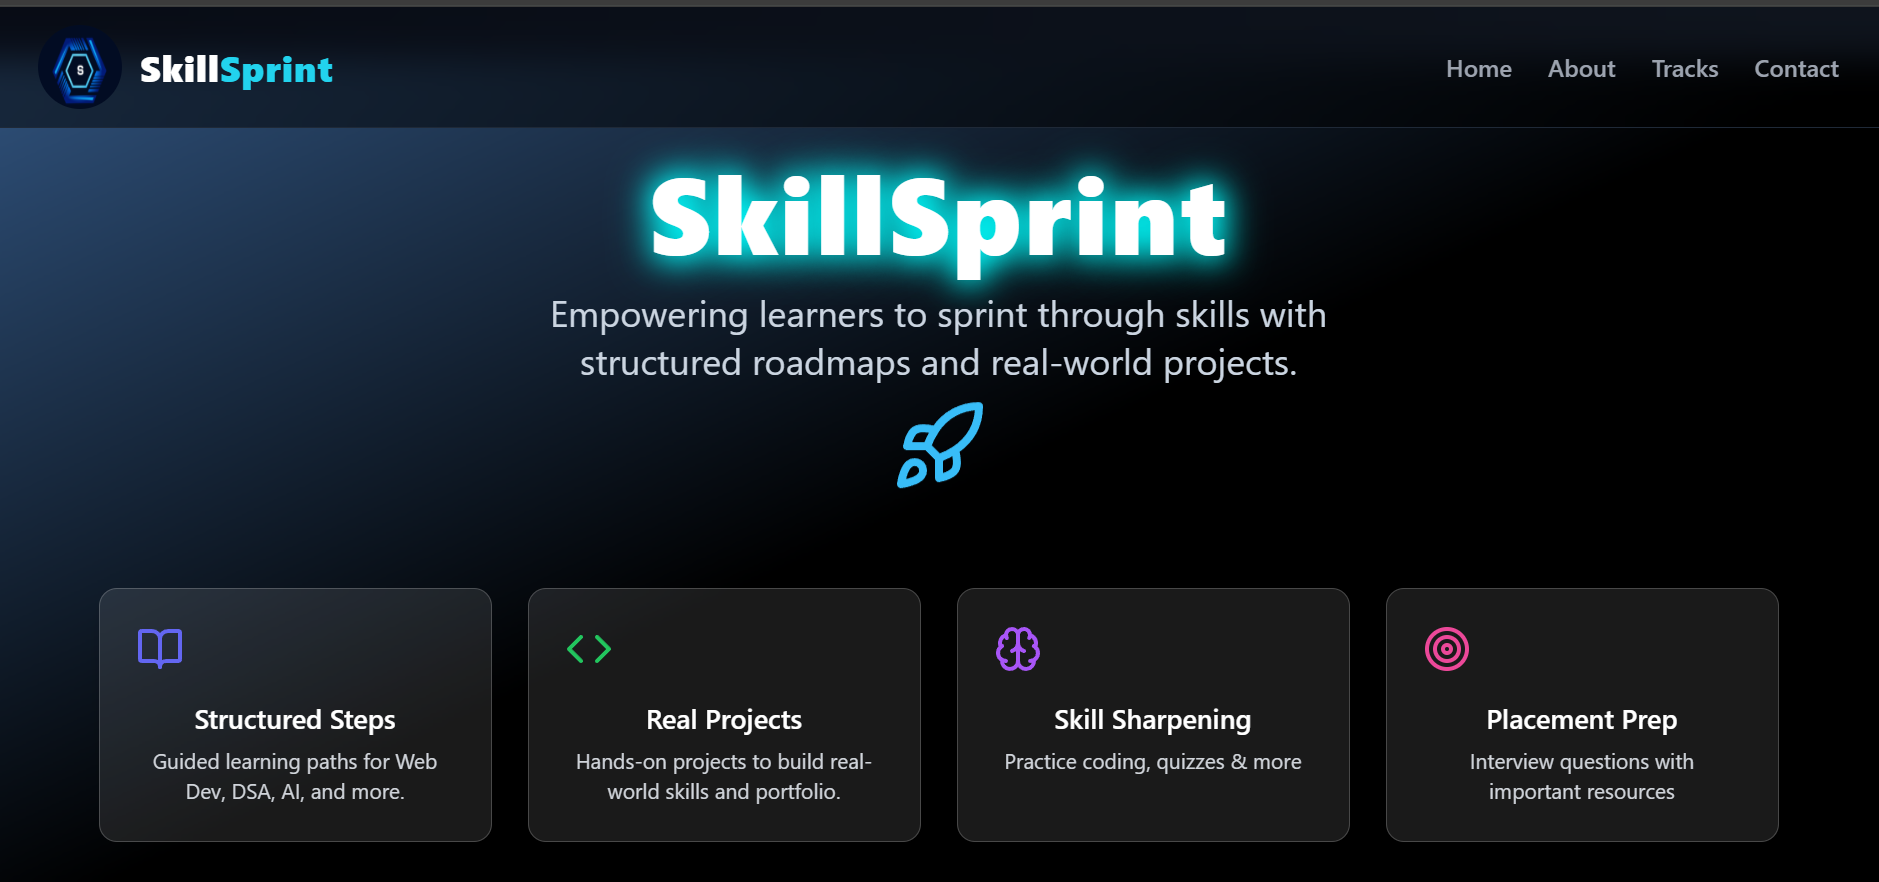 S
SkillSprint
Home About Tracks Contact
SkillSprint
Empowering learners to sprint through skills with
structured roadmaps and real-world projects.
Structured Steps
Guided learning paths for Web
Dev, DSA, AI, and more.
Real Projects
Hands-on projects to build real-
world skills and portfolio.
Skill Sharpening
Practice coding, quizzes & more
Placement Prep
Interview questions with
important resources